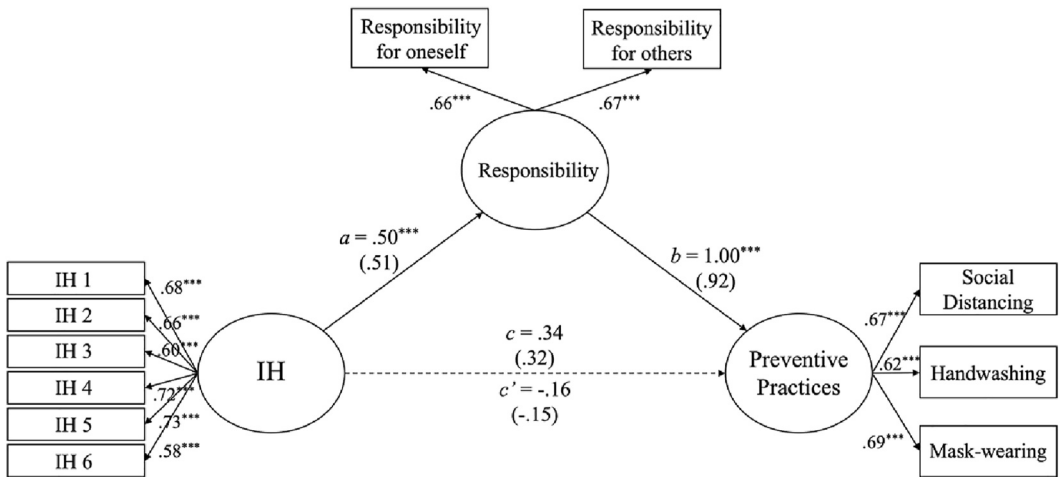 Responsibility
for oneself
Responsibility
for others
.66***
.67***
Responsibility
a = .50***
(.51)
b = 1.00***
(.92)
IH 1
IH 2
IH 3
IH 4
IH 5
IH 6
.68***
.66***
.60***
.72***
.73***
.58***
IH
c = .34
(.32)
c’ = -.16
(-.15)
Preventive
Practices
.67***
.62***
.69***
Social
Distancing
Handwashing
Mask-wearing